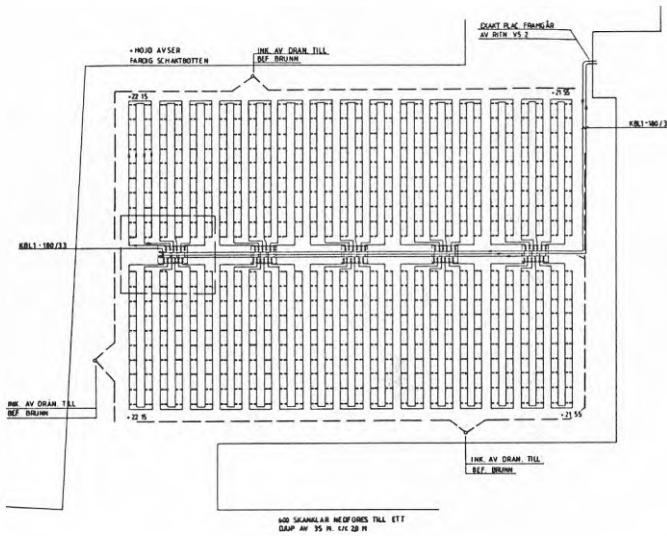 EXAKT PLAC FRAMGÅR
AV RITN V5.2
+ HÖJD AVSER
FÄRDIG SCHAKTBOTTEN
INK. AV DRÄN. TILL
BEF. BRUNN
+22 15
+21 55
KBL1-180/3
KBL1-180/33
INK. AV DRÄN. TILL
BEF. BRUNN
+22 15
+21 55
INK. AV DRÄN. TILL
BEF. BRUNN
600 SKÄNKLAR NEDFÖRES TILL ETT
DJUP AV 35 M. C/C 2,0 M